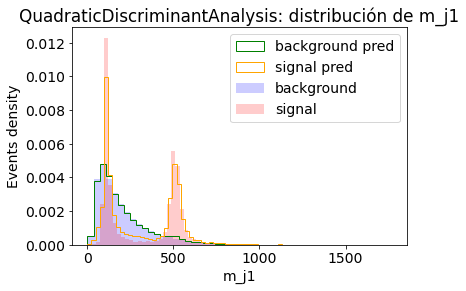 QuadraticDiscriminantAnalysis: distribución de m_j1
background pred
signal pred
background
signal
Events density
0.012
0.010
0.008
0.006
0.004
0.002
0.000
0
500
1000
1500
m_j1